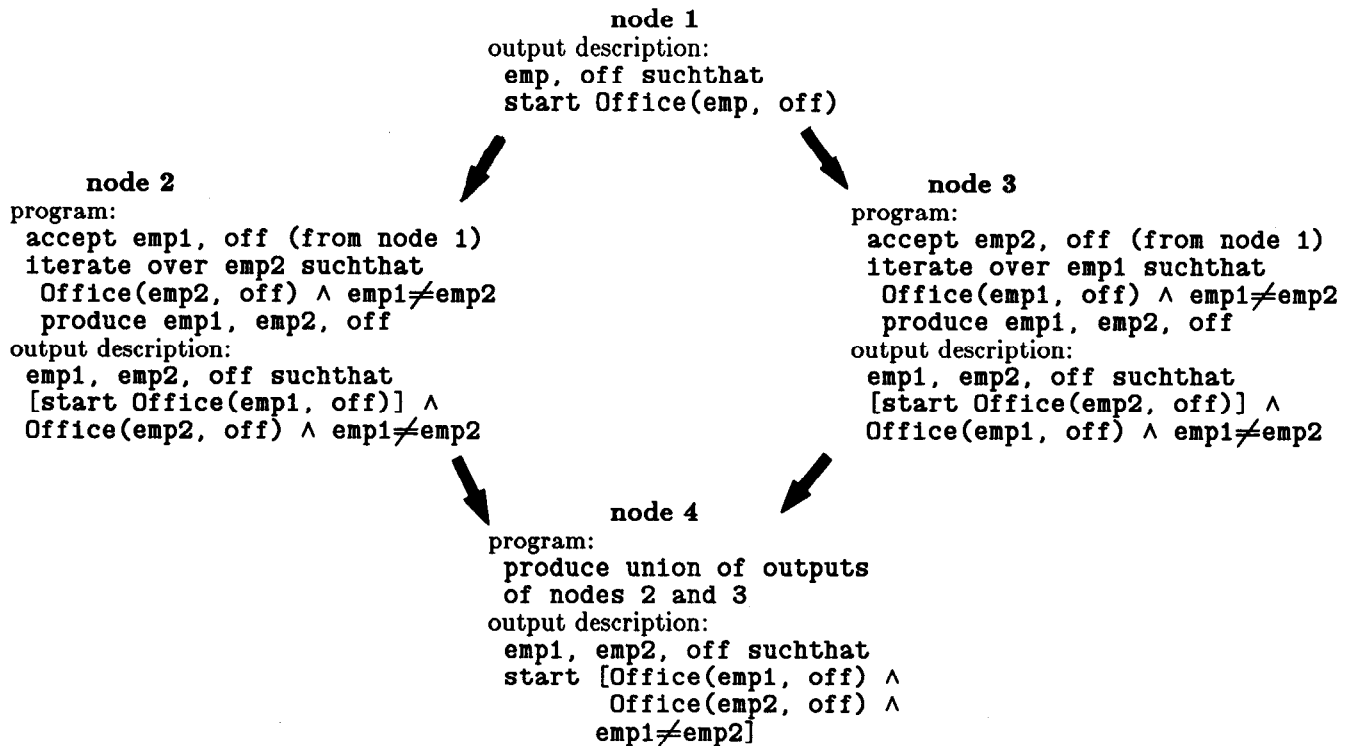 node 1
output description:
emp, off suchthat
start Office(emp, off)
node 2
program:
accept emp1, off (from node 1)
iterate over emp2 suchthat
Office(emp2, off) ∧ emp1≠emp2
produce emp1, emp2, off
output description:
emp1, emp2, off suchthat
[start Office(emp1, off)] ∧
Office(emp2, off) ∧ emp1≠emp2
node 3
program:
accept emp2, off (from node 1)
iterate over emp1 suchthat
Office(emp1, off) ∧ emp1≠emp2
produce emp1, emp2, off
output description:
emp1, emp2, off suchthat
[start Office(emp2, off)] ∧
Office(emp1, off) ∧ emp1≠emp2
node 4
program:
produce union of outputs
of nodes 2 and 3
output description:
emp1, emp2, off suchthat
start [Office(emp1, off) ∧
Office(emp2, off) ∧
emp1≠emp2]